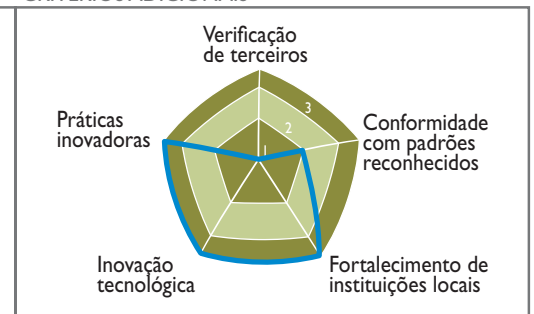 Verificação
de terceiros
3
2
1
Práticas
inovadoras
Conformidade
com padrões
reconhecidos
Inovação
tecnológica
Fortalecimento de
instituições locais